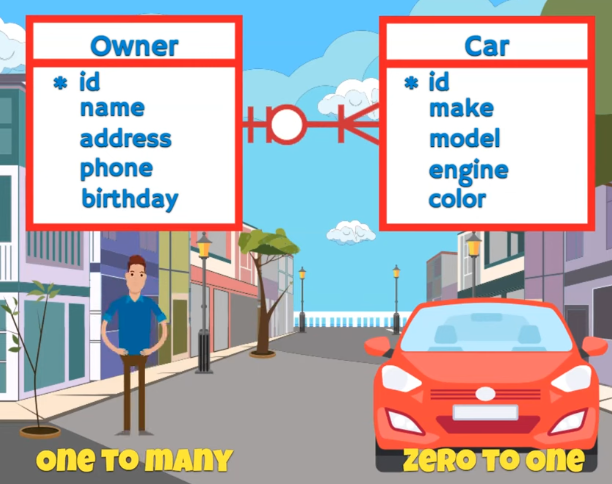 Owner
* id
name
address
phone
birthday
Car
* id
make
model
engine
color
One to many
Zero to one